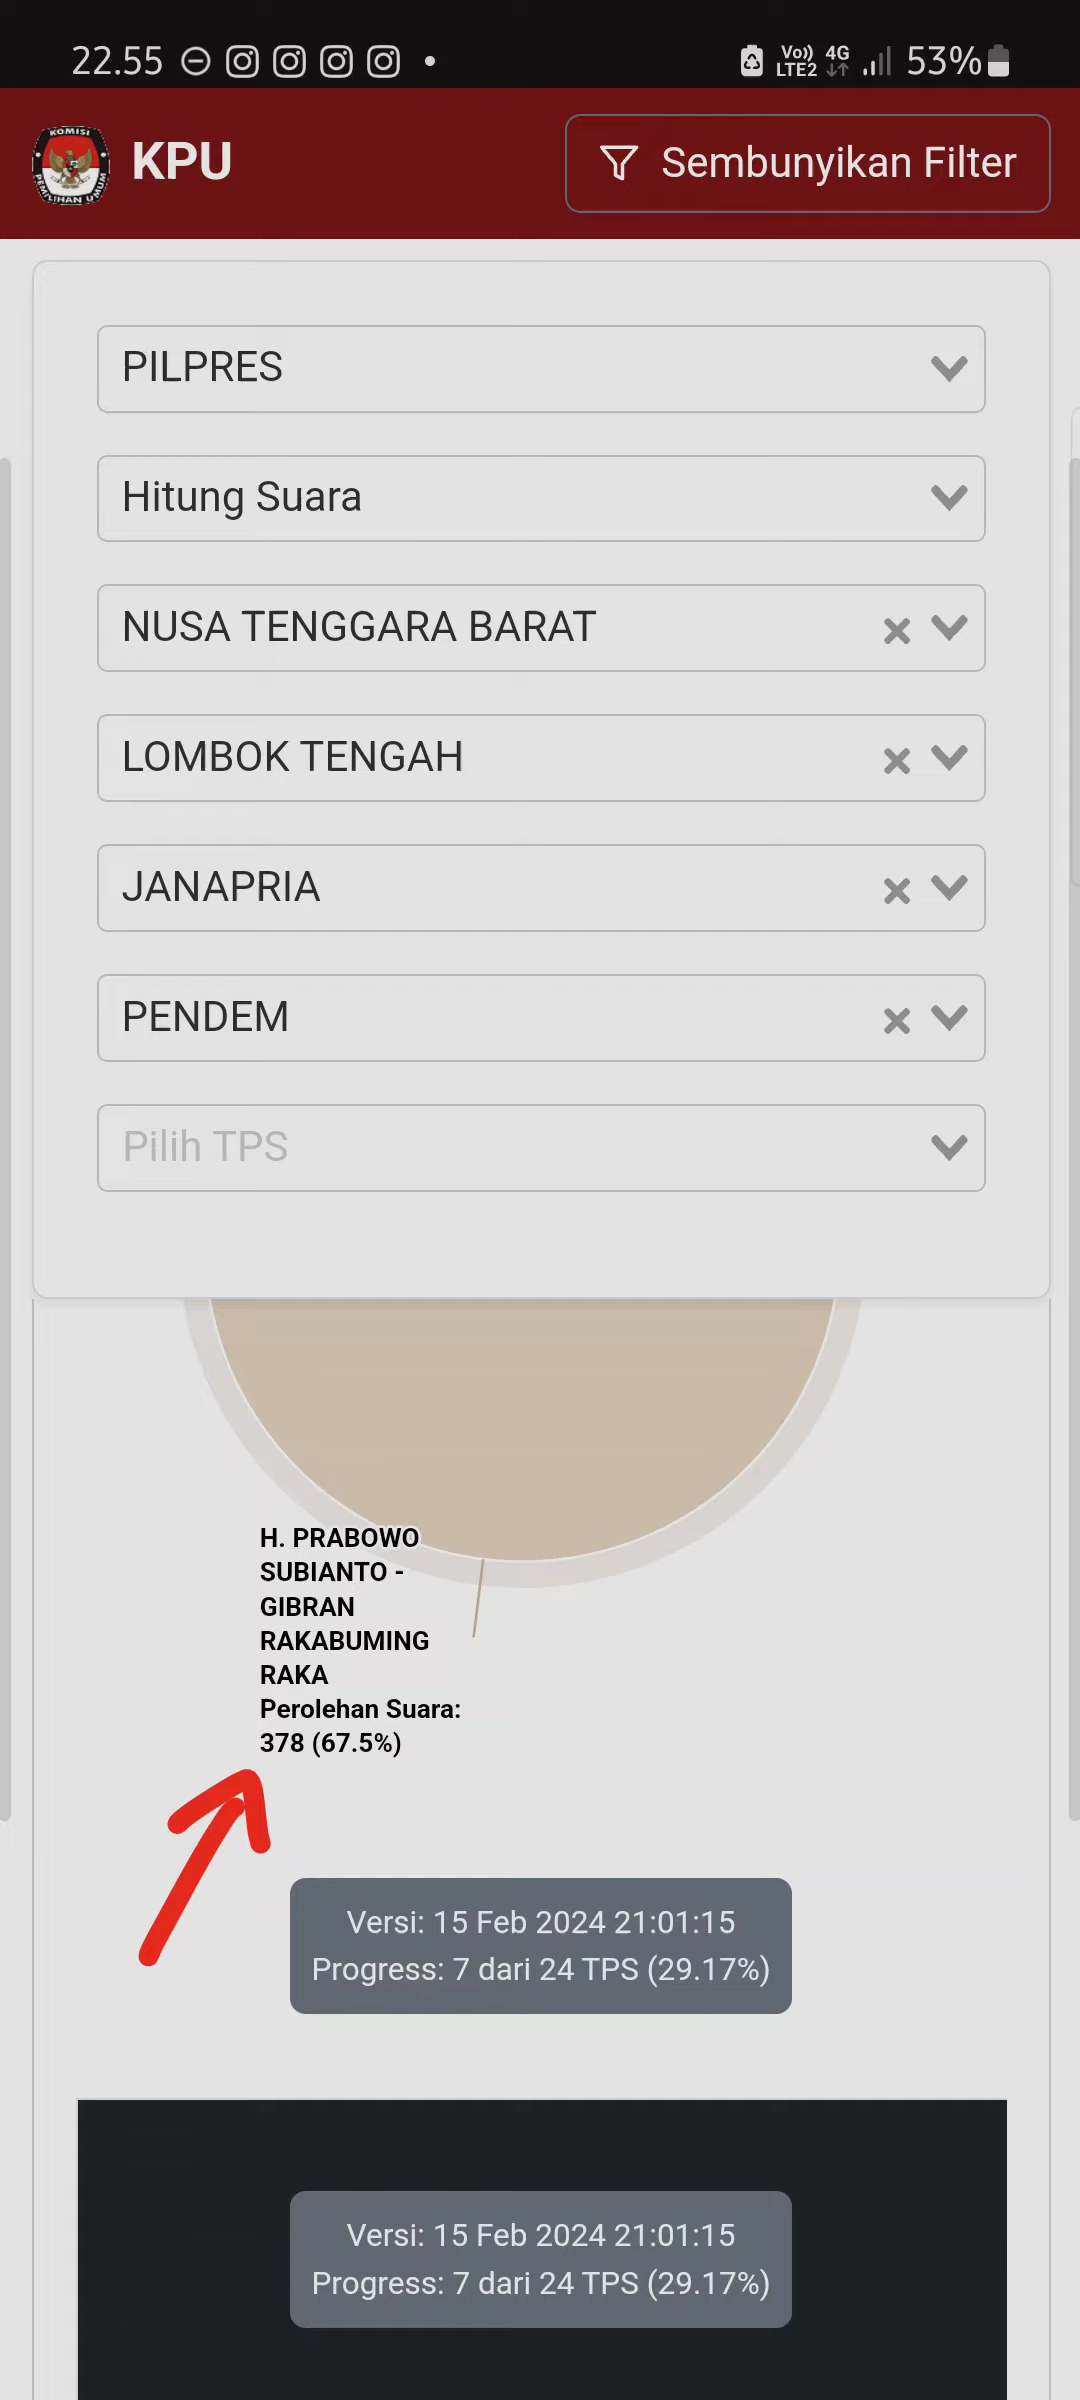 22.55
Vo))
LTE2
4G
53%
KOMISI
PEMILIHAN UMUM
KPU
Sembunyikan Filter
PILPRES
Hitung Suara
NUSA TENGGARA BARAT
LOMBOK TENGAH
JANAPRIA
PENDEM
Pilih TPS
H. PRABOWO
SUBIANTO -
GIBRAN
RAKABUMING
RAKA
Perolehan Suara:
378 (67.5%)
Versi: 15 Feb 2024 21:01:15
Progress: 7 dari 24 TPS (29.17%)
Versi: 15 Feb 2024 21:01:15
Progress: 7 dari 24 TPS (29.17%)